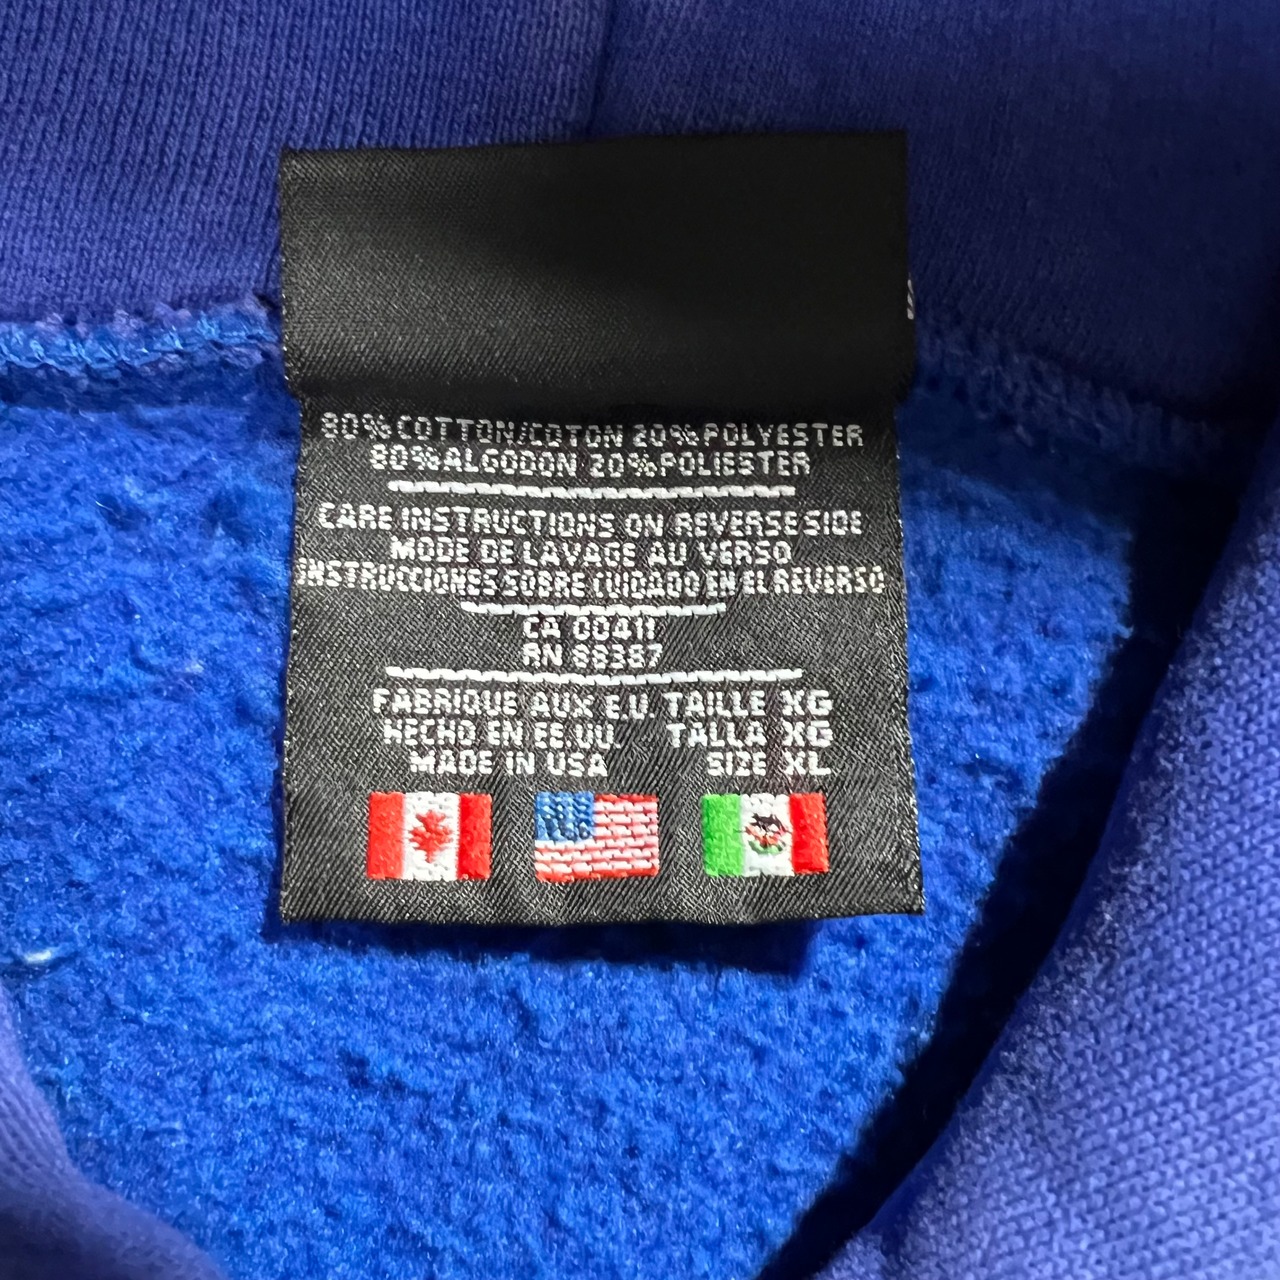 80% COTTON/COTON 20% POLYESTER
80% ALGODON 20% POLIESTER
CARE INSTRUCTIONS ON REVERSE SIDE
MODE DE LAVAGE AU VERSO
INSTRUCCIONES SOBRE CUIDADO EN EL REVERSO
CA 00411
RN 88387
FABRIQUE AUX E.U. TAILLE XG
HECHO EN EE.UU. TALLA XG
MADE IN USA SIZE XL